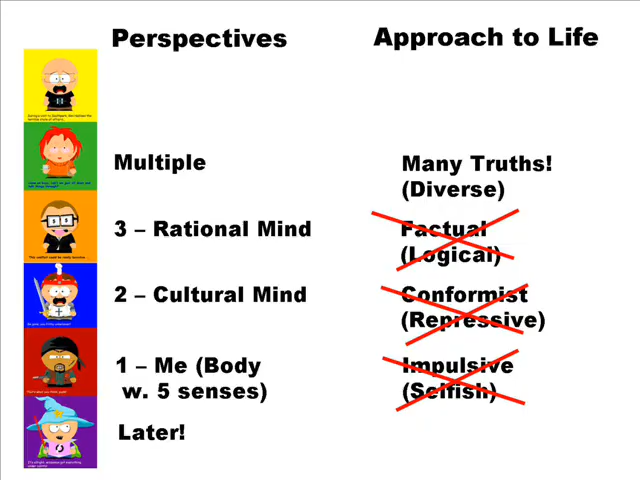 Perspectives
Approach to Life
Multiple
Many Truths!
(Diverse)
3 – Rational Mind
Factual
(Logical)
2 – Cultural Mind
Conformist
(Repressive)
1 – Me (Body
w. 5 senses)
Impulsive
(Selfish)
Later!